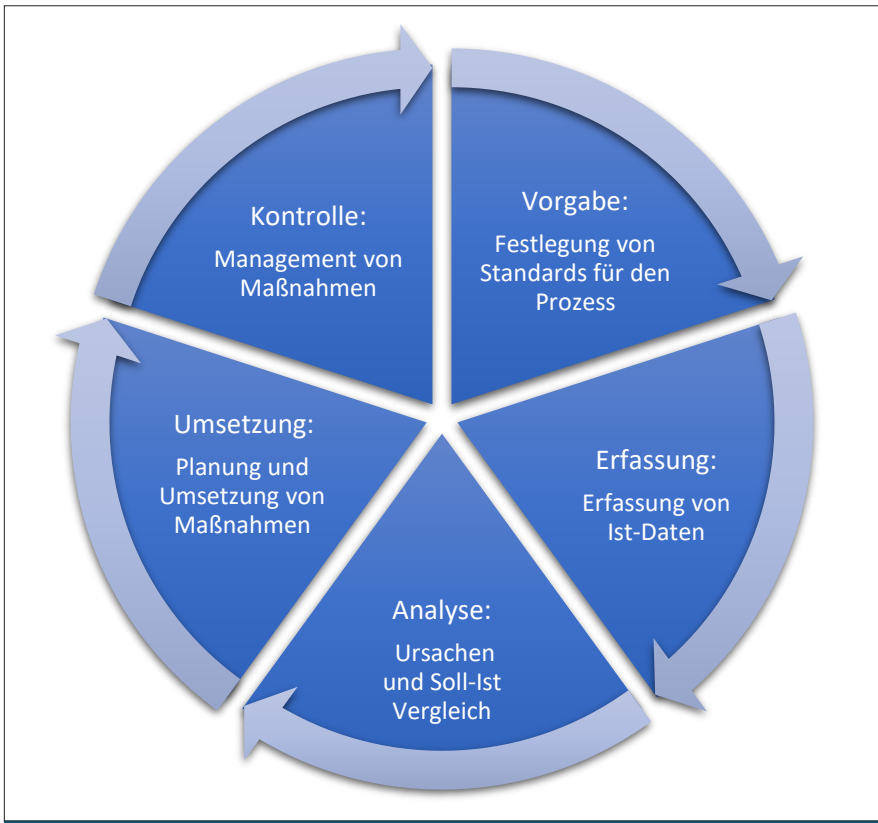 Vorgabe:
Festlegung von
Standards für den
Prozess
Erfassung:
Erfassung von
Ist-Daten
Analyse:
Ursachen
und Soll-Ist
Vergleich
Umsetzung:
Planung und
Umsetzung von
Maßnahmen
Kontrolle:
Management von
Maßnahmen